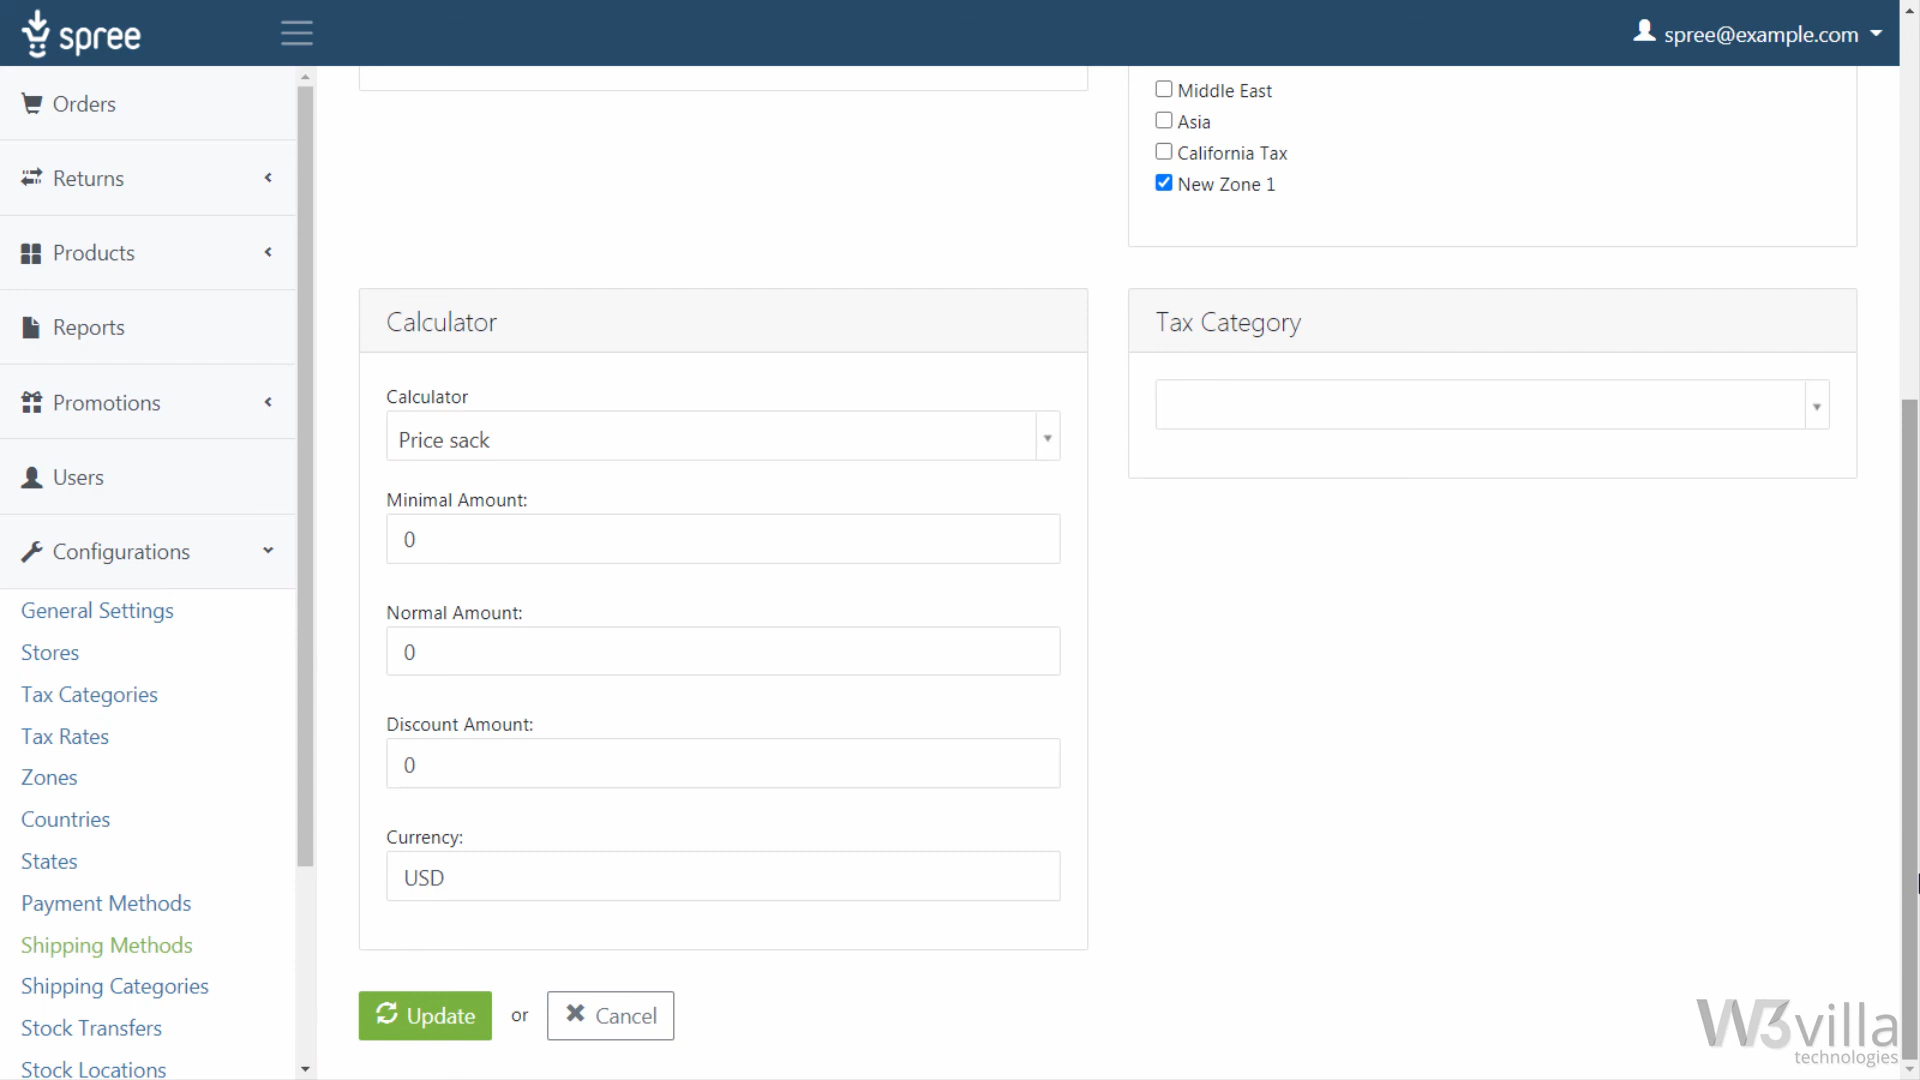 spree
spree@example.com
Orders
Returns
Products
Reports
Promotions
Users
Configurations
General Settings
Stores
Tax Categories
Tax Rates
Zones
Countries
States
Payment Methods
Shipping Methods
Shipping Categories
Stock Transfers
Stock Locations
Middle East
Asia
California Tax
New Zone 1
Calculator
Calculator
Price sack
Minimal Amount:
0
Normal Amount:
0
Discount Amount:
0
Currency:
USD
Tax Category
Update or Cancel
W3villa
technologies